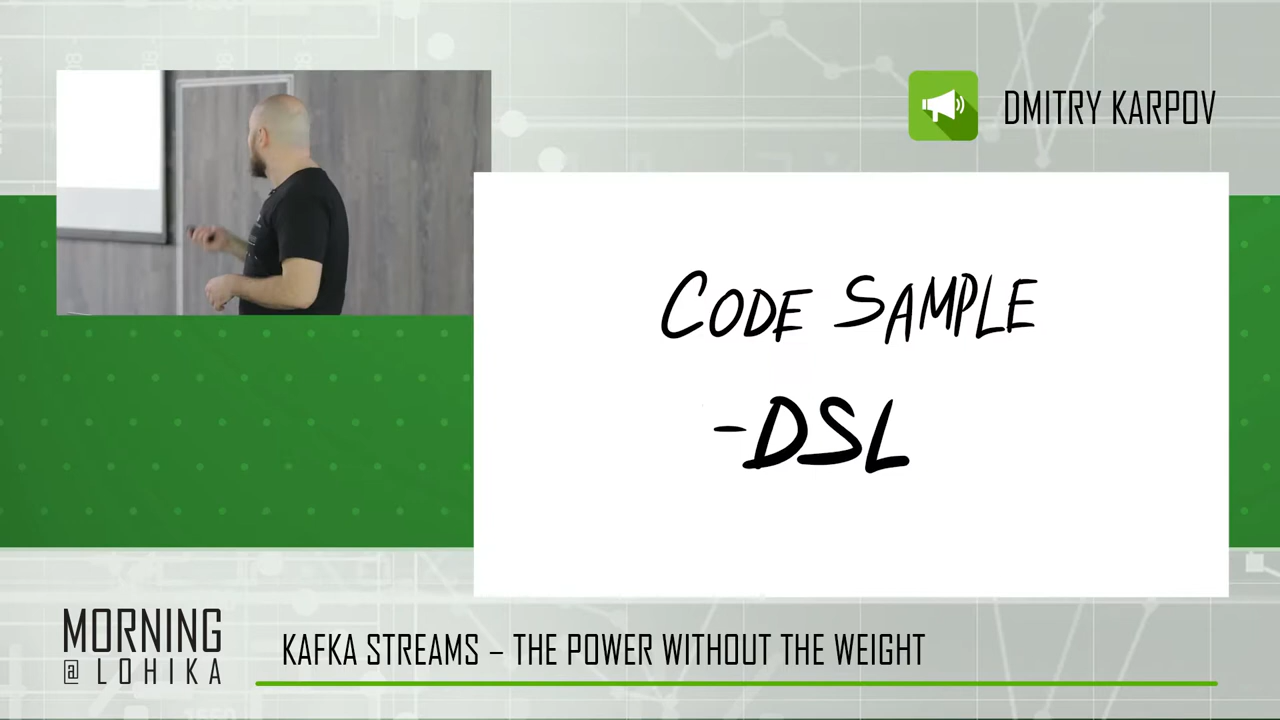 DMITRY KARPOV
CODE SAMPLE
-DSL
MORNING
@ LOHIKA
KAFKA STREAMS – THE POWER WITHOUT THE WEIGHT